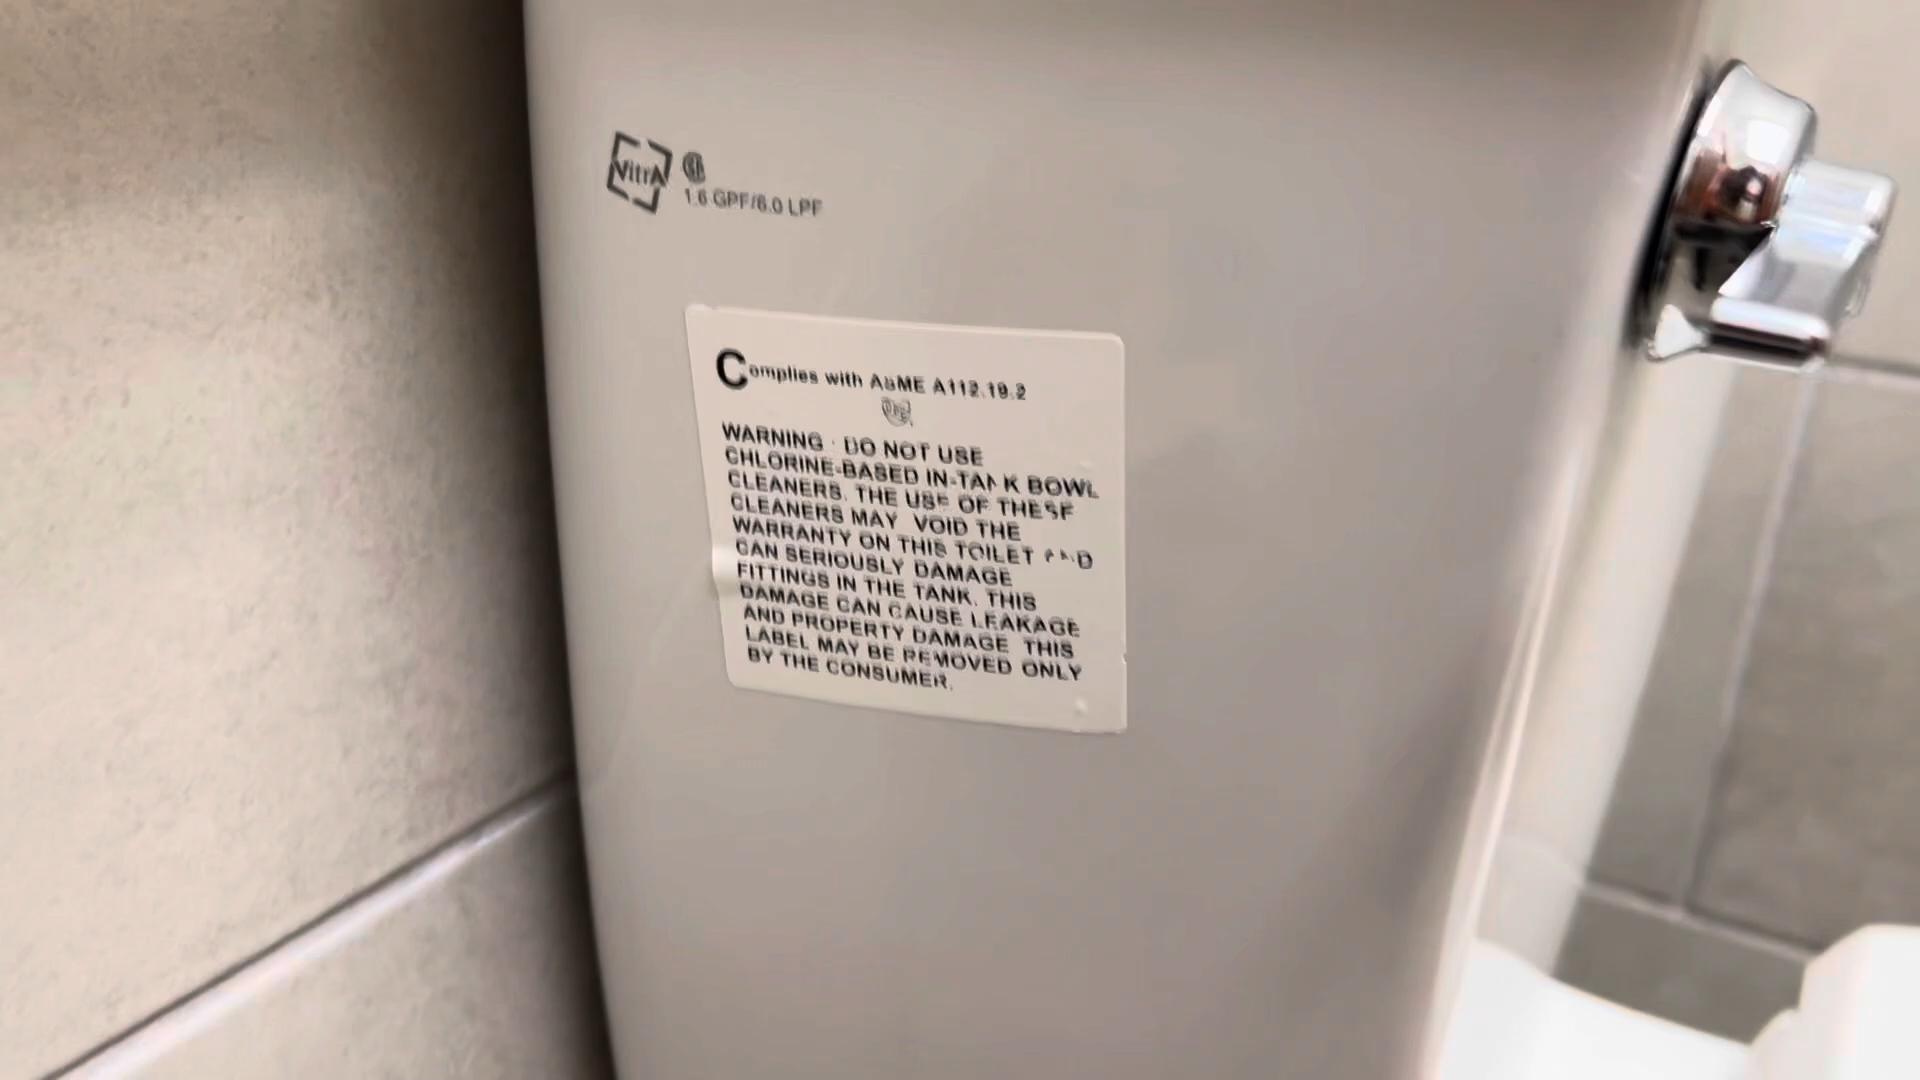 VitrA
1.6 GPF/6.0 LPF
Complies with ASME A112.19.2
WARNING : DO NOT USE
CHLORINE-BASED IN-TANK BOWL
CLEANERS. THE USE OF THESE
CLEANERS MAY VOID THE
WARRANTY ON THIS TOILET AND
CAN SERIOUSLY DAMAGE
FITTINGS IN THE TANK. THIS
DAMAGE CAN CAUSE LEAKAGE
AND PROPERTY DAMAGE THIS
LABEL MAY BE REMOVED ONLY
BY THE CONSUMER.